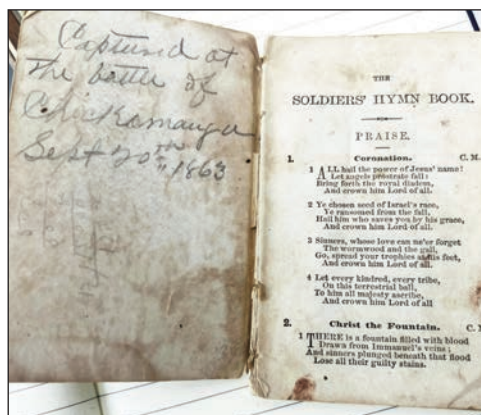 Captured at
the battle of
Chickamauga
Sept 20th 1863
THE
SOLDIERS' HYMN BOOK.
PRAISE.
1. Coronation. C. M.
1 ALL hail the power of Jesus' name!
Let angels prostrate fall:
Bring forth the royal diadem,
And crown him Lord of all.
2 Ye chosen seed of Israel's race,
Ye ransomed from the fall,
Hail him who saves you by his grace,
And crown him Lord of all.
3 Sinners, whose love can ne'er forget
The wormwood and the gall,
Go, spread your trophies at his feet,
And crown him Lord of all.
4 Let every kindred, every tribe,
On this terrestrial ball,
To him all majesty ascribe,
And crown him Lord of all
2. Christ the Fountain. C.
1 THERE is a fountain filled with blood
Drawn from Immanuel's veins;
And sinners plunged beneath that flood
Lose all their guilty stains.